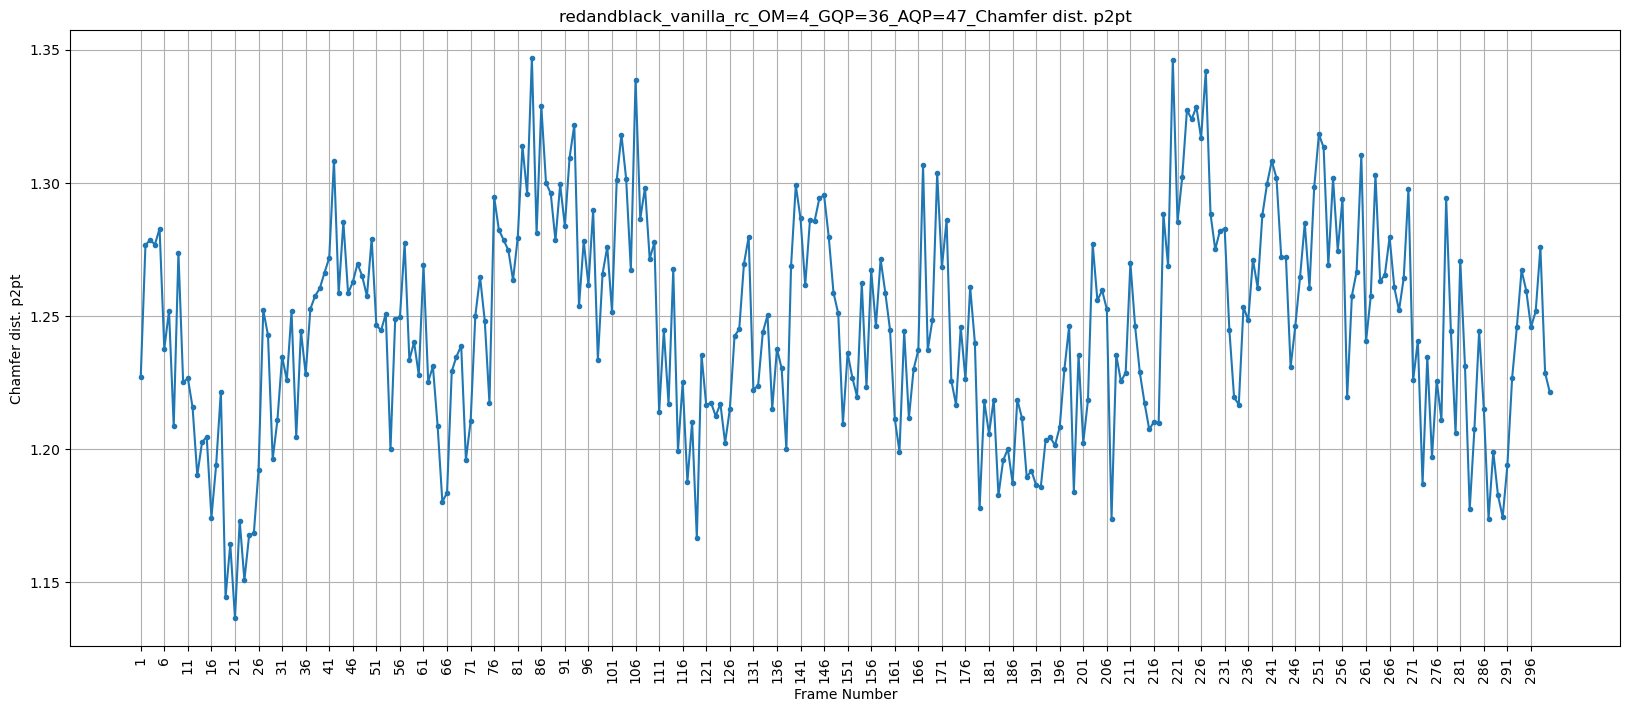 redandblack_vanilla_rc_OM=4_GQP=36_AQP=47_Chamfer dist. p2pt
Chamfer dist. p2pt
1.35
1.30
1.25
1.20
1.15
1 6 11 16 21 26 31 36 41 46 51 56 61 66 71 76 81 86 91 96 101 106 111 116 121 126 131 136 141 146 151 156 161 166 171 176 181 186 191 196 201 206 211 216 221 226 231 236 241 246 251 256 261 266 271 276 281 286 291 296
Frame Number